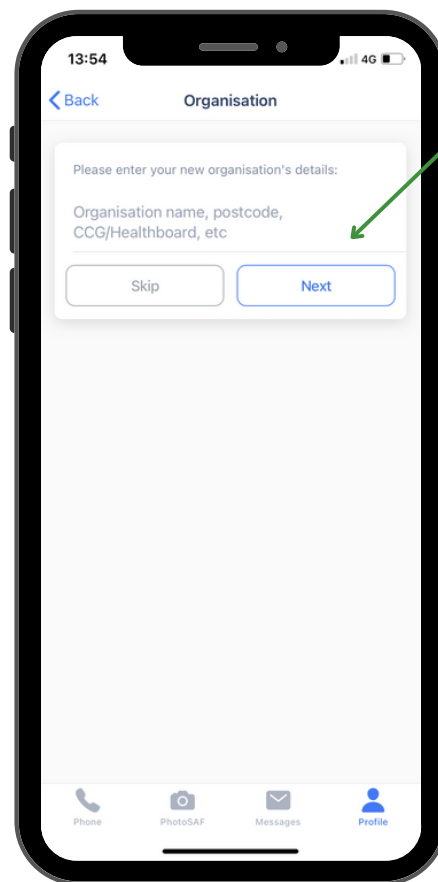 13:54
4G
Back
Organisation
Please enter your new organisation's details:
Organisation name, postcode,
CCG/Healthboard, etc
Skip
Next
Phone
PhotoSAF
Messages
Profile